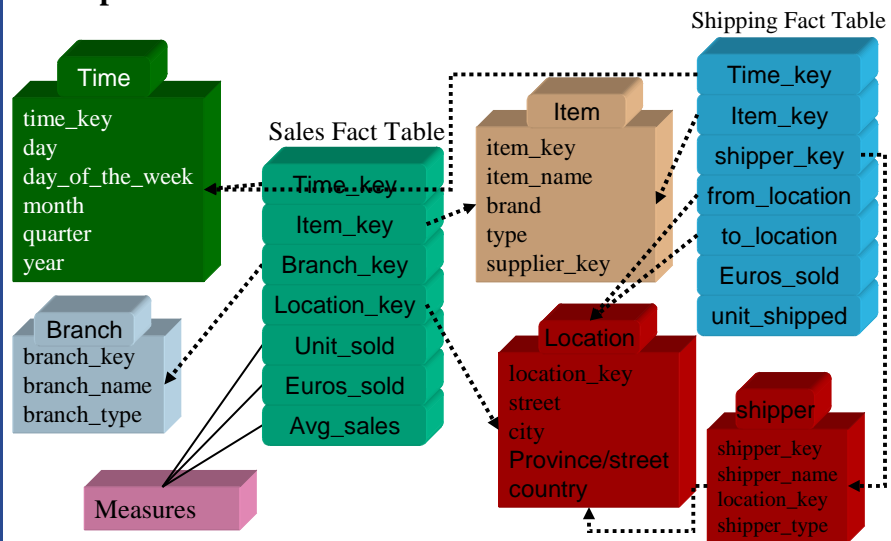 Shipping Fact Table
Time_key
Item_key
shipper_key
from_location
to_location
Euros_sold
unit_shipped
Time
time_key
day
day_of_the_week
month
quarter
year
Sales Fact Table
Time_key
Item_key
Branch_key
Location_key
Unit_sold
Euros_sold
Avg_sales
Item
item_key
item_name
brand
type
supplier_key
Branch
branch_key
branch_name
branch_type
Location
location_key
street
city
Province/street
country
shipper
shipper_key
shipper_name
location_key
shipper_type
Measures